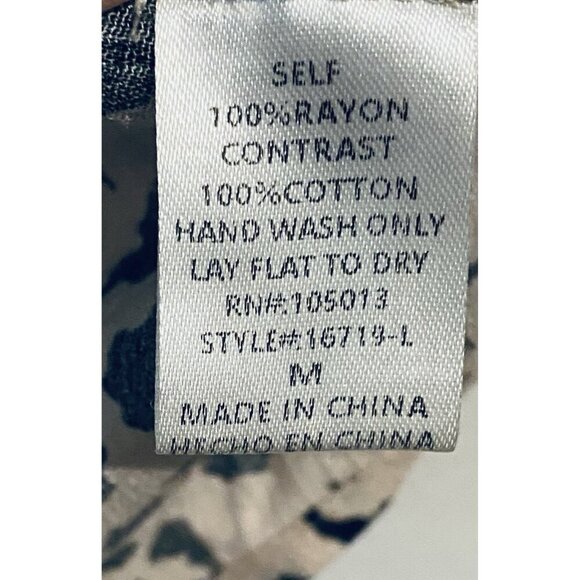 SELF
100%RAYON
CONTRAST
100%COTTON
HAND WASH ONLY
LAY FLAT TO DRY
RN#:105013
STYLE#:16719-L
M
MADE IN CHINA
HECHO EN CHINA